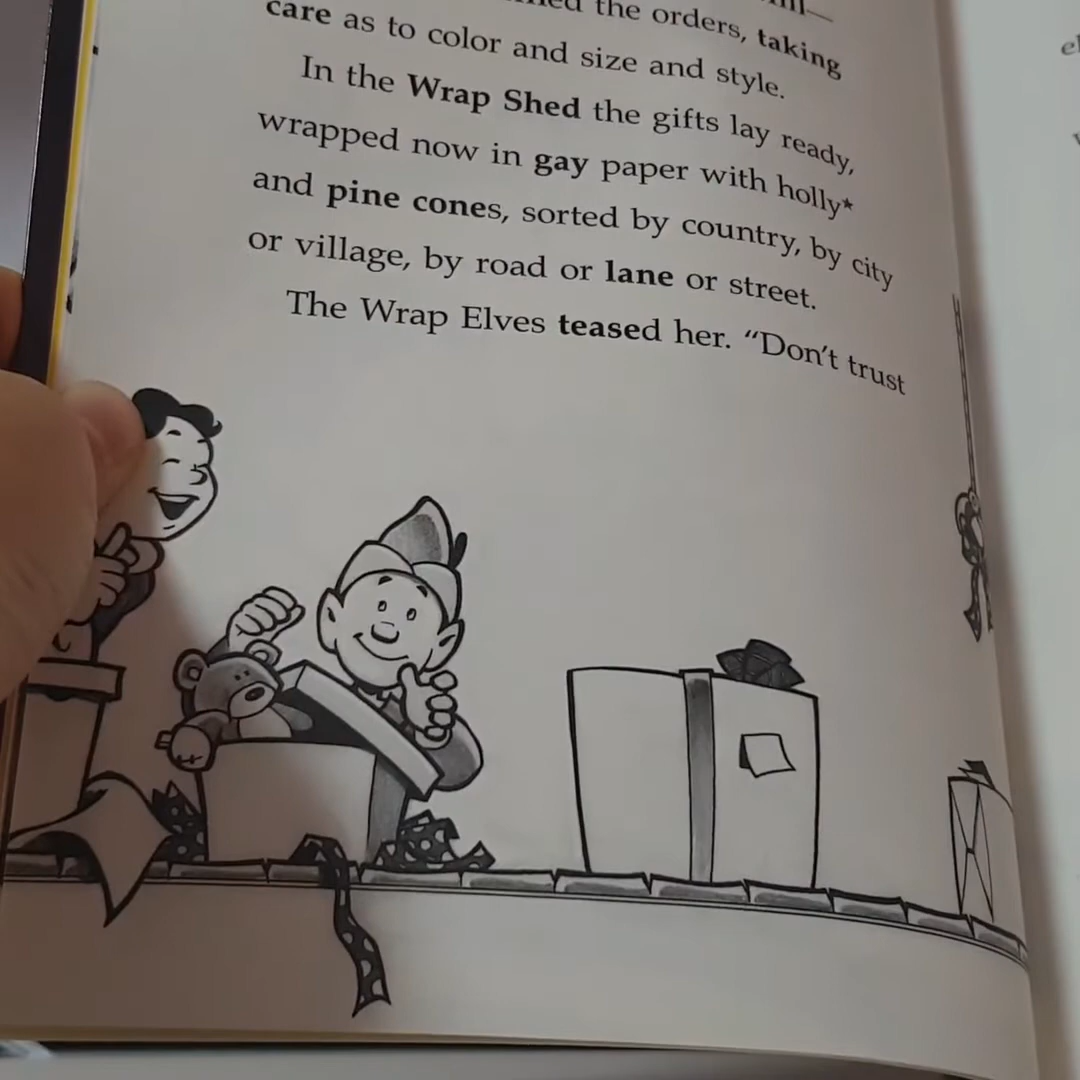 the orders, taking
care as to color and size and style.
In the Wrap Shed the gifts lay ready,
wrapped now in gay paper with holly*
and pine cones, sorted by country, by city
or village, by road or lane or street.
The Wrap Elves teased her. “Don’t trust